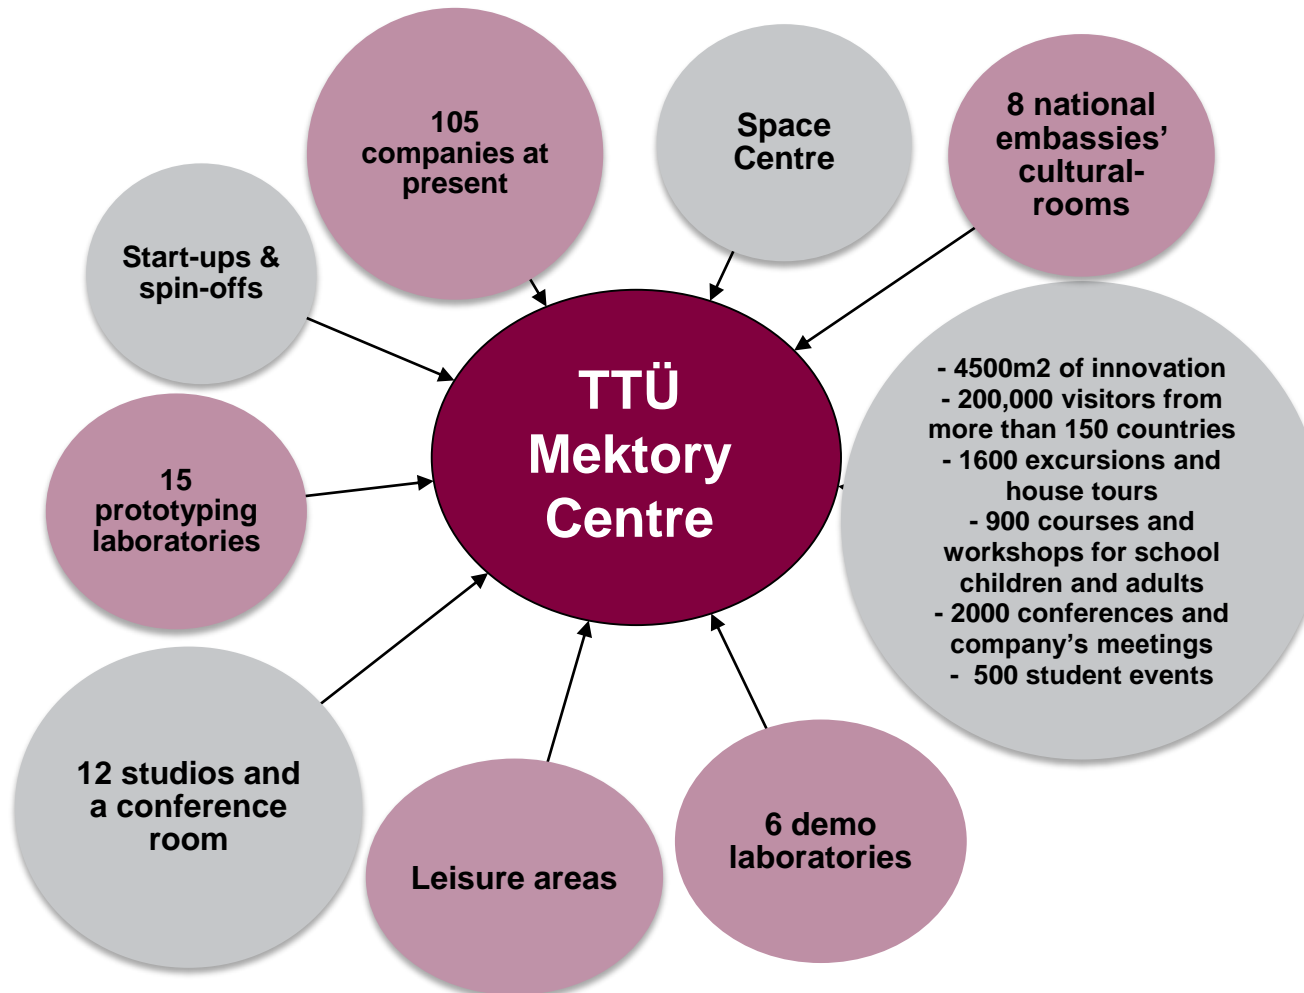 105
companies at
present
Space
Centre
8 national
embassies’
cultural-
rooms
Start-ups &
spin-offs
TTÜ
Mektory
Centre
- 4500m2 of innovation
- 200,000 visitors from
more than 150 countries
- 1600 excursions and
house tours
- 900 courses and
workshops for school
children and adults
- 2000 conferences and
company’s meetings
- 500 student events
15
prototyping
laboratories
12 studios and
a conference
room
Leisure areas
6 demo
laboratories